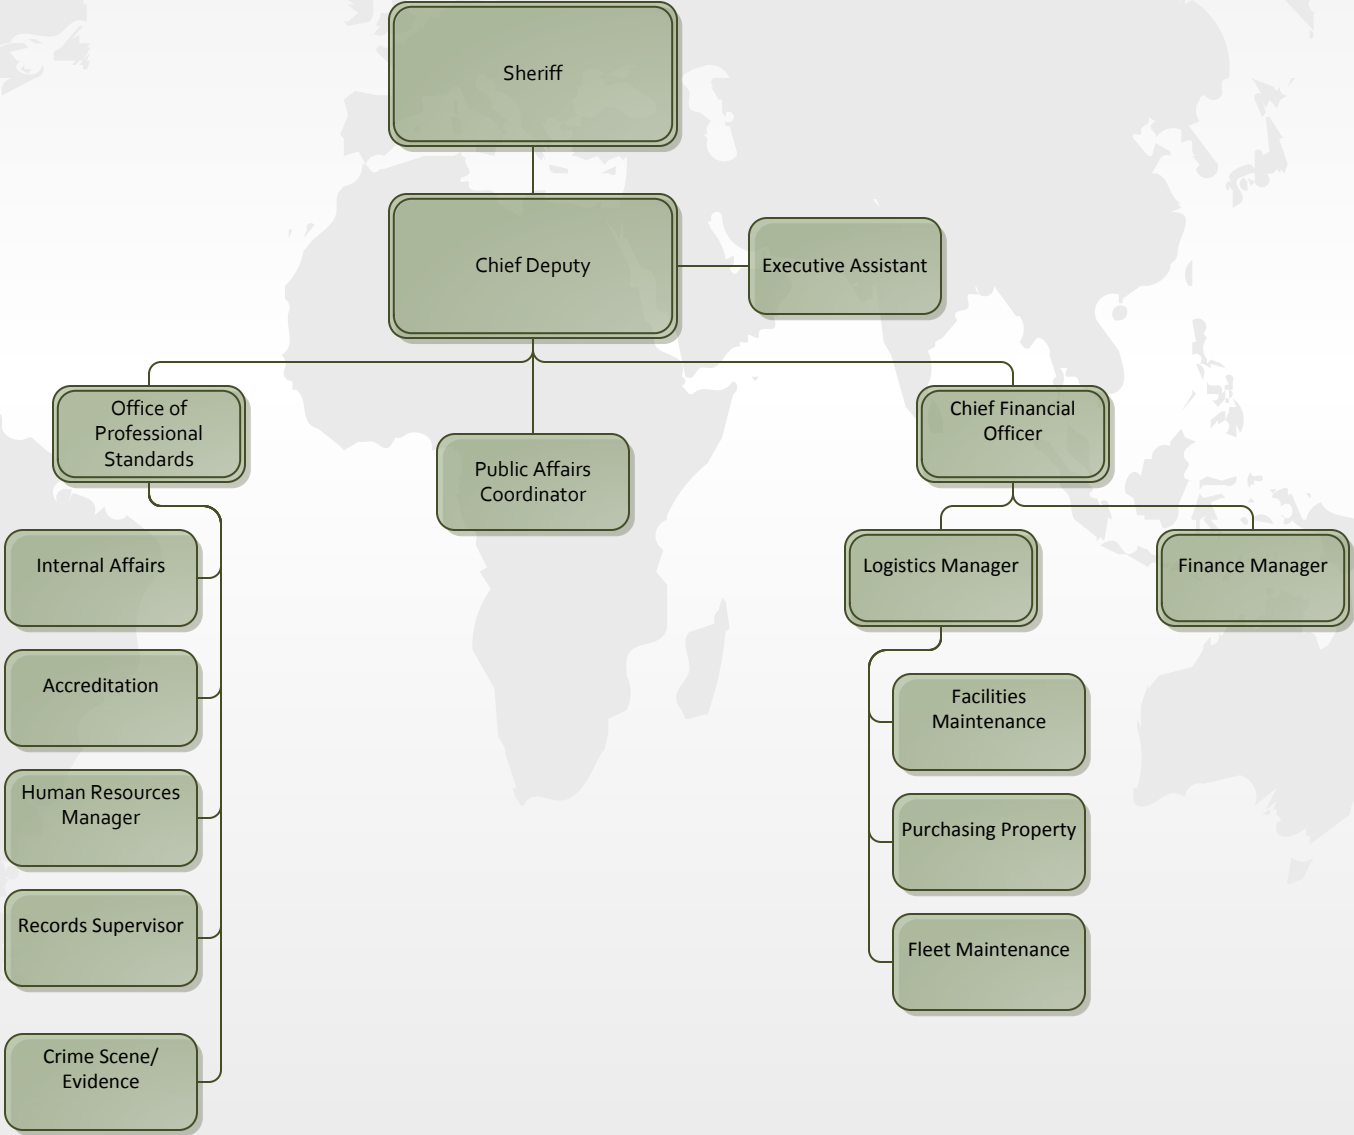 Sheriff
Chief Deputy
Executive Assistant
Office of
Professional
Standards
Public Affairs
Coordinator
Chief Financial
Officer
Internal Affairs
Accreditation
Human Resources
Manager
Records Supervisor
Crime Scene/
Evidence
Logistics Manager
Finance Manager
Facilities
Maintenance
Purchasing Property
Fleet Maintenance